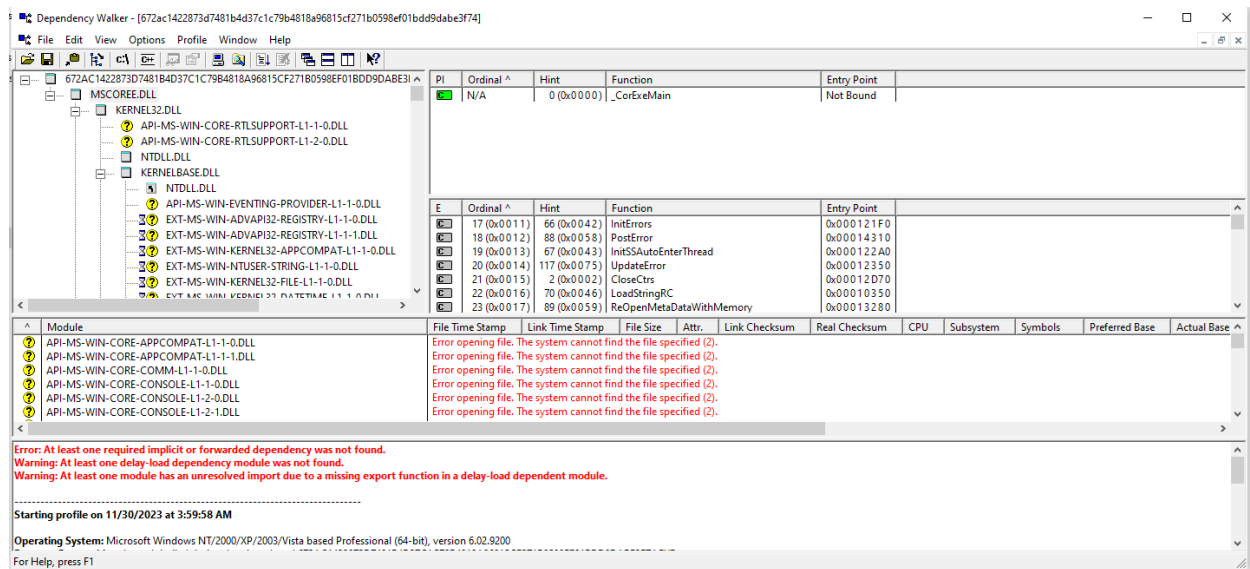 Dependency Walker - [672ac1422873d7481b4d37c1c79b4818a96815cf271b0598ef01bdd9dabe3f74]
File Edit View Options Profile Window Help
672AC1422873D7481B4D37C1C79B4818A96815CF271B0598EF01BDD9DABE3I
MSCOREE.DLL
KERNEL32.DLL
API-MS-WIN-CORE-RTLSUPPORT-L1-1-0.DLL
API-MS-WIN-CORE-RTLSUPPORT-L1-2-0.DLL
NTDLL.DLL
KERNELBASE.DLL
NTDLL.DLL
API-MS-WIN-EVENTING-PROVIDER-L1-1-0.DLL
EXT-MS-WIN-ADVAPI32-REGISTRY-L1-1-0.DLL
EXT-MS-WIN-ADVAPI32-REGISTRY-L1-1-1.DLL
EXT-MS-WIN-KERNEL32-APPCOMPAT-L1-1-0.DLL
EXT-MS-WIN-NTUSER-STRING-L1-1-0.DLL
EXT-MS-WIN-KERNEL32-FILE-L1-1-0.DLL
EXT-MS-WIN-KERNEL32-DATETIME-L1-1-0.DLL
PI Ordinal ^ Hint Function Entry Point
C N/A 0 (0x0000) _CorExeMain Not Bound
E Ordinal ^ Hint Function Entry Point
C 17 (0x0011) 66 (0x0042) InitErrors 0x000121F0
C 18 (0x0012) 88 (0x0058) PostError 0x00014310
C 19 (0x0013) 67 (0x0043) InitSSAutoEnterThread 0x000122A0
C 20 (0x0014) 117 (0x0075) UpdateError 0x00012350
C 21 (0x0015) 2 (0x0002) CloseCtrs 0x00012D70
C 22 (0x0016) 70 (0x0046) LoadStringRC 0x00010350
C 23 (0x0017) 89 (0x0059) ReOpenMetaDataWithMemory 0x00013280
^ Module File Time Stamp Link Time Stamp File Size Attr. Link Checksum Real Checksum CPU Subsystem Symbols Preferred Base Actual Base
API-MS-WIN-CORE-APPCOMPAT-L1-1-0.DLL Error opening file. The system cannot find the file specified (2).
API-MS-WIN-CORE-APPCOMPAT-L1-1-1.DLL Error opening file. The system cannot find the file specified (2).
API-MS-WIN-CORE-COMM-L1-1-0.DLL Error opening file. The system cannot find the file specified (2).
API-MS-WIN-CORE-CONSOLE-L1-1-0.DLL Error opening file. The system cannot find the file specified (2).
API-MS-WIN-CORE-CONSOLE-L1-2-0.DLL Error opening file. The system cannot find the file specified (2).
API-MS-WIN-CORE-CONSOLE-L1-2-1.DLL Error opening file. The system cannot find the file specified (2).
Error: At least one required implicit or forwarded dependency was not found.
Warning: At least one delay-load dependency module was not found.
Warning: At least one module has an unresolved import due to a missing export function in a delay-load dependent module.
--------------------------------------------------------------------------------
Starting profile on 11/30/2023 at 3:59:58 AM
Operating System: Microsoft Windows NT/2000/XP/2003/Vista based Professional (64-bit), version 6.02.9200
For Help, press F1